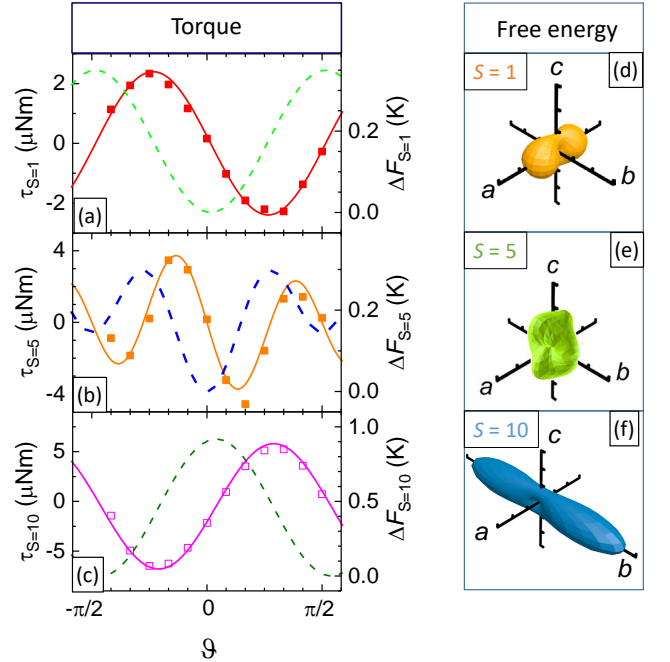 Torque
Free energy
τS=1 (μNm)
2
0
-2
(a)
0.2
0.0
ΔFS=1 (K)
τS=5 (μNm)
4
0
-4
(b)
0.2
0.0
ΔFS=5 (K)
τS=10 (μNm)
5
0
-5
(c)
1.0
0.5
0.0
ΔFS=10 (K)
-π/2
0
π/2
ϑ
S = 1
(d)
c
a
b
S = 5
(e)
c
a
b
S = 10
(f)
c
a
b